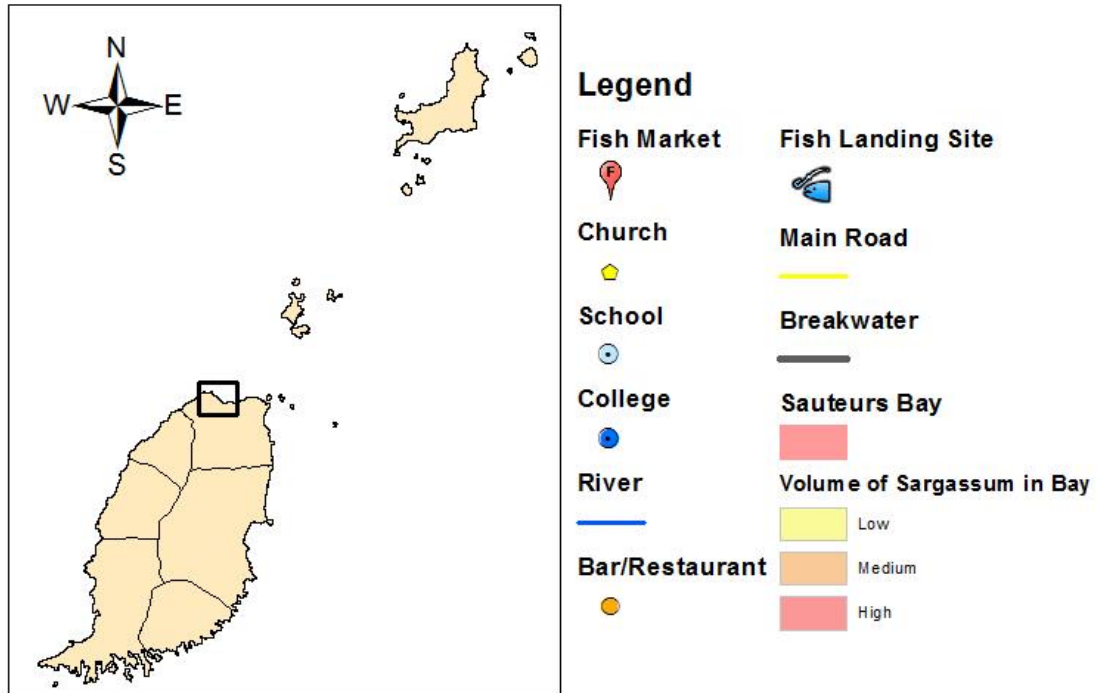 N
W E
S
Legend
Fish Market
F
Church
School
College
River
Bar/Restaurant
Fish Landing Site
Main Road
Breakwater
Sauteurs Bay
Volume of Sargassum in Bay
Low
Medium
High